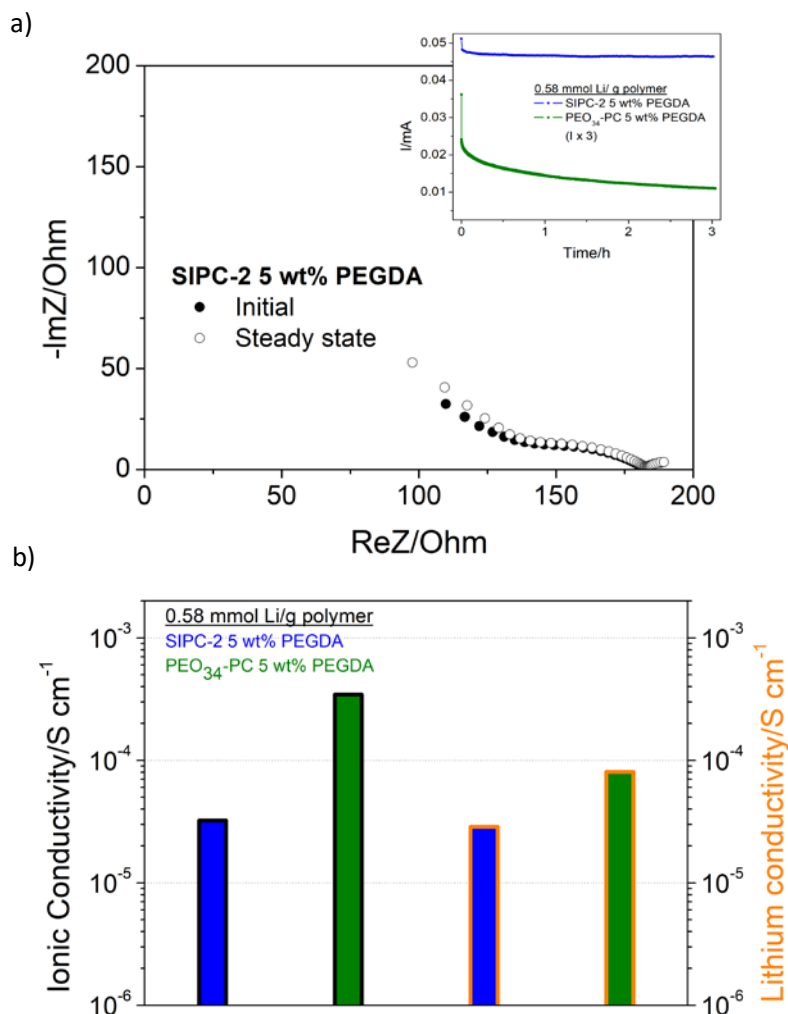 a)
200
150
100
50
0
-ImZ/Ohm
SIPC-2 5 wt% PEGDA
Initial
Steady state
0 50 100 150 200
ReZ/Ohm
0.05
0.04
0.03
0.02
0.01
I/mA
0.58 mmol Li/ g polymer
SIPC-2 5 wt% PEGDA
PEO34-PC 5 wt% PEGDA
(I x 3)
0 1 2 3
Time/h
b)
0.58 mmol Li/g polymer
SIPC-2 5 wt% PEGDA
PEO34-PC 5 wt% PEGDA
Ionic Conductivity/S cm-1
10-3
10-4
10-5
10-6
10-3
10-4
10-5
10-6
Lithium conductivity/S cm-1